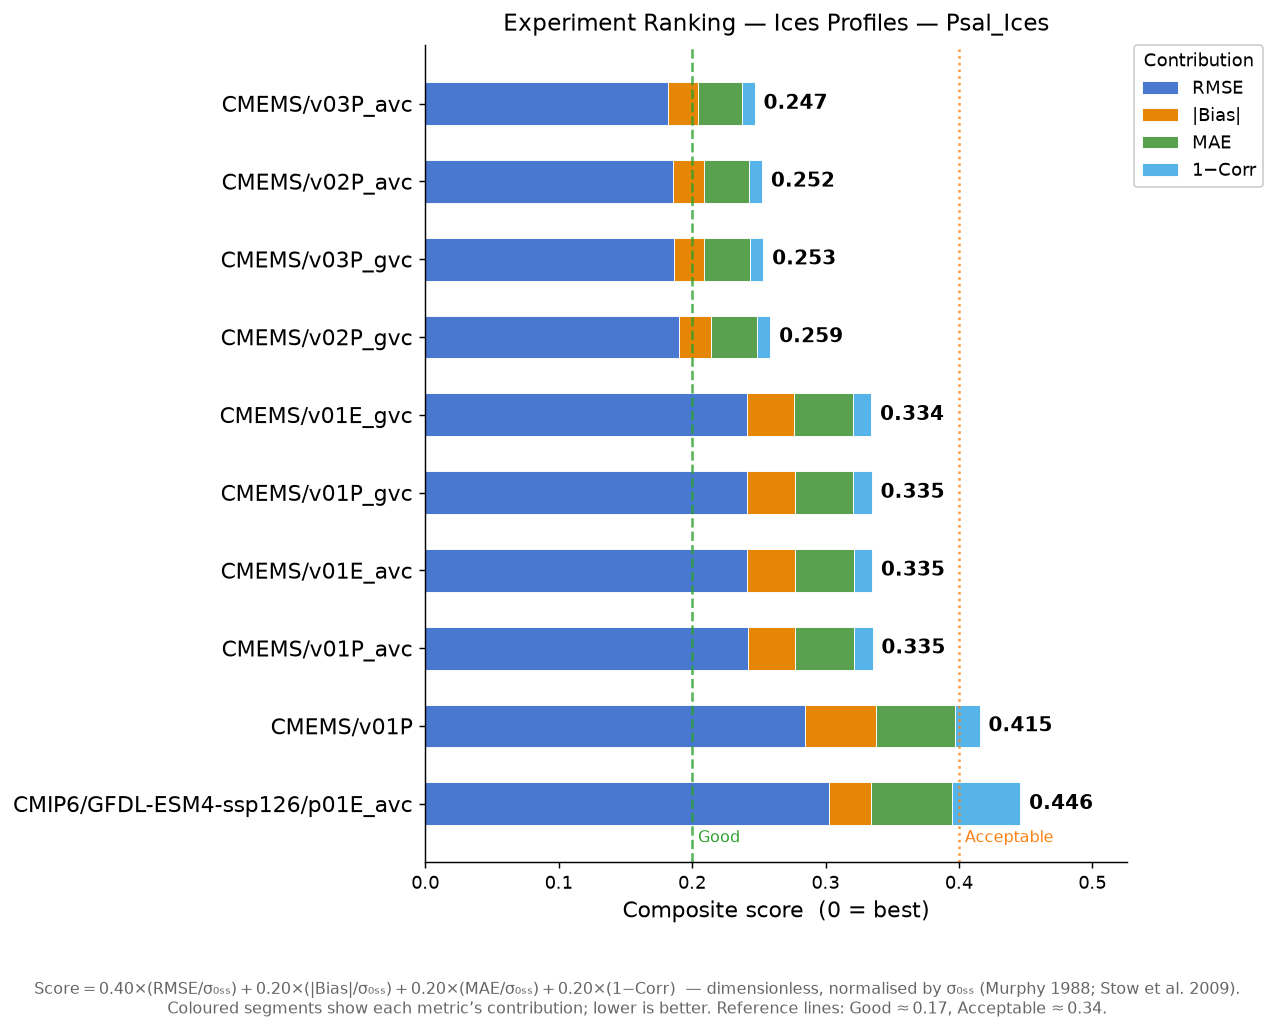 Experiment Ranking — Ices Profiles — Psal_Ices
Contribution
RMSE
|Bias|
MAE
1−Corr
CMEMS/v03P_avc 0.247
CMEMS/v02P_avc 0.252
CMEMS/v03P_gvc 0.253
CMEMS/v02P_gvc 0.259
CMEMS/v01E_gvc 0.334
CMEMS/v01P_gvc 0.335
CMEMS/v01E_avc 0.335
CMEMS/v01P_avc 0.335
CMEMS/v01P 0.415
CMIP6/GFDL-ESM4-ssp126/p01E_avc 0.446
Good Acceptable
0.0 0.1 0.2 0.3 0.4 0.5
Composite score (0 = best)
Score = 0.40×(RMSE/σ₀ₛₛ) + 0.20×(|Bias|/σ₀ₛₛ) + 0.20×(MAE/σ₀ₛₛ) + 0.20×(1−Corr) — dimensionless, normalised by σ₀ₛₛ (Murphy 1988; Stow et al. 2009).
Coloured segments show each metric’s contribution; lower is better. Reference lines: Good ≈ 0.17, Acceptable ≈ 0.34.